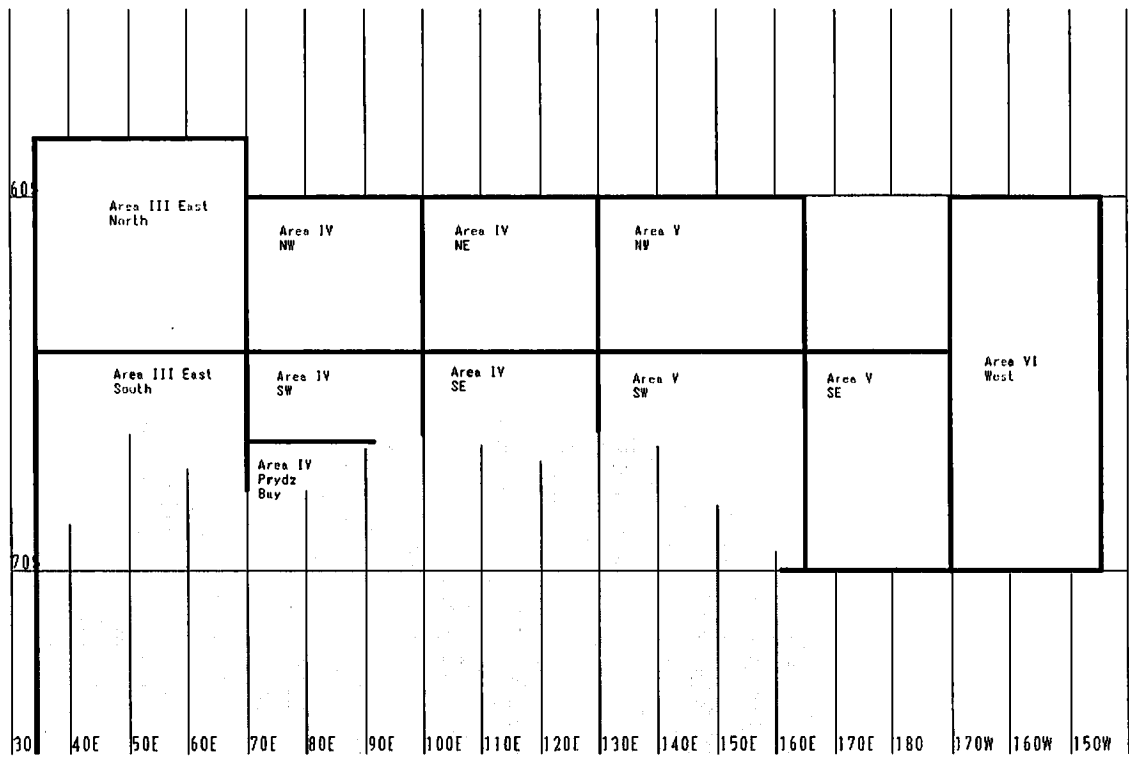 60S
Area III East
North
Area IV
NW
Area IV
NE
Area V
NW
Area III East
South
Area IV
SW
Area IV
SE
Area V
SW
Area V
SE
Area VI
West
Area IV
Prydz
Bay
70S
30 40E 50E 60E 70E 80E 90E 100E 110E 120E 130E 140E 150E 160E 170E 180 170W 160W 150W